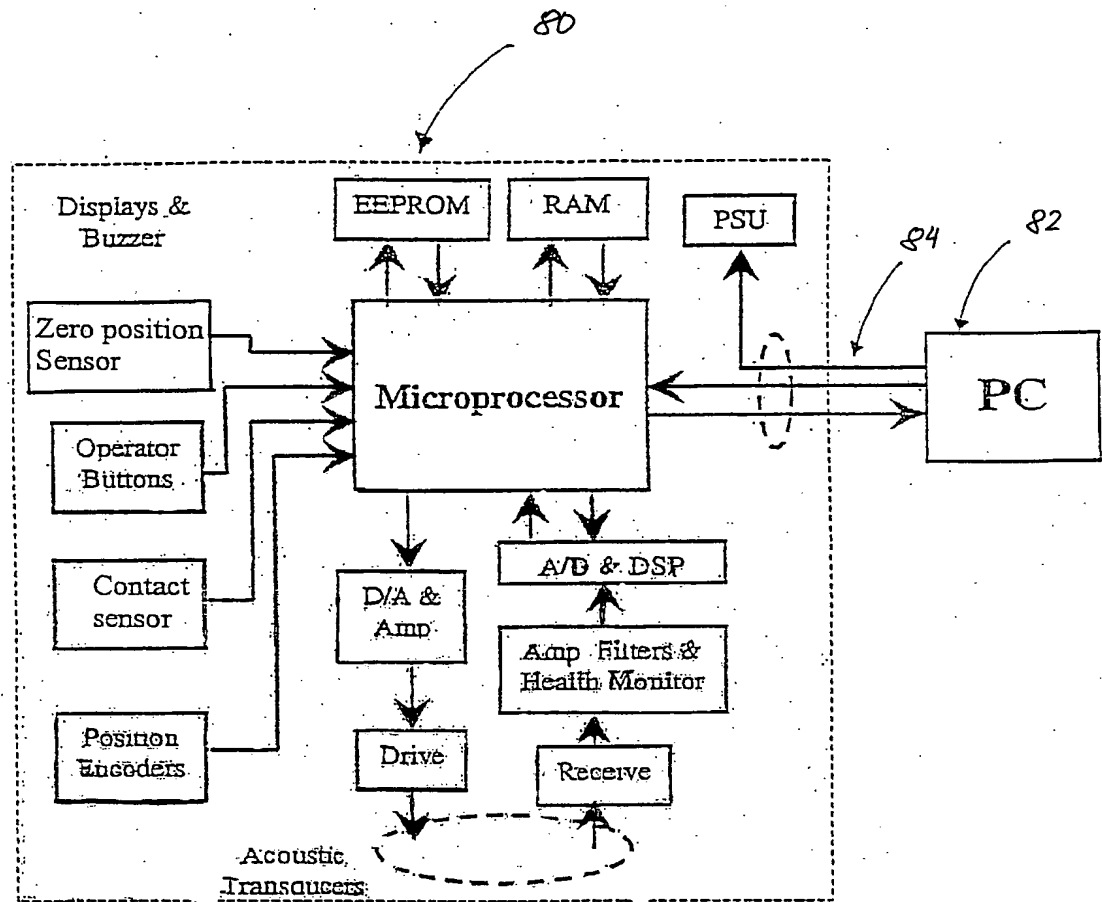 80
Displays &
Buzzer
EEPROM
RAM
PSU
84
82
Zero position
Sensor
Microprocessor
PC
Operator
Buttons
A/D & DSP
Contact
sensor
D/A &
Amp
Amp Filters &
Health Monitor
Position
Encoders
Drive
Receive
Acoustic
Transducers